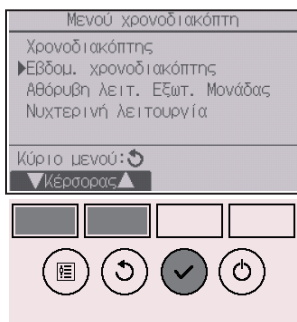 Μενού χρονοδιακόπτη
Χρονοδιακόπτης
▶Εβδομ. χρονοδιακόπτης
Αθόρυβη λειτ. Εξωτ. Μονάδας
Νυχτερινή λειτουργία
Κύριο μενού:
▼Κέρσορας▲